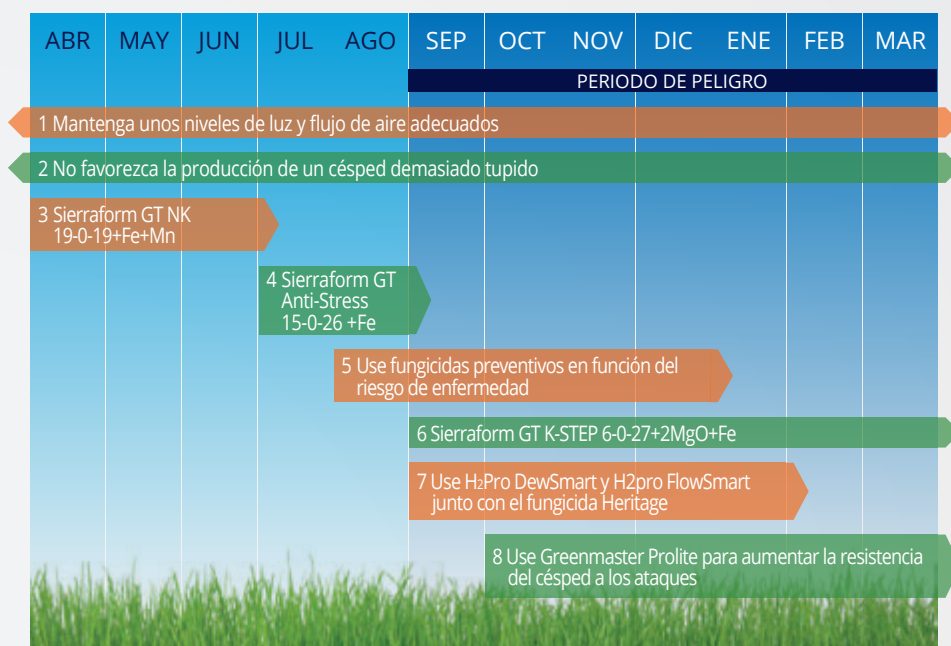 ABR MAY JUN JUL AGO SEP OCT NOV DIC ENE FEB MAR
PERIODO DE PELIGRO
1 Mantenga unos niveles de luz y flujo de aire adecuados
2 No favorezca la producción de un césped demasiado tupido
3 Sierraform GT NK
19-0-19+Fe+Mn
4 Sierraform GT
Anti-Stress
15-0-26 +Fe
5 Use fungicidas preventivos en función del
riesgo de enfermedad
6 Sierraform GT K-STEP 6-0-27+2MgO+Fe
7 Use H₂Pro DewSmart y H2pro FlowSmart
junto con el fungicida Heritage
8 Use Greenmaster Prolite para aumentar la resistencia
del césped a los ataques